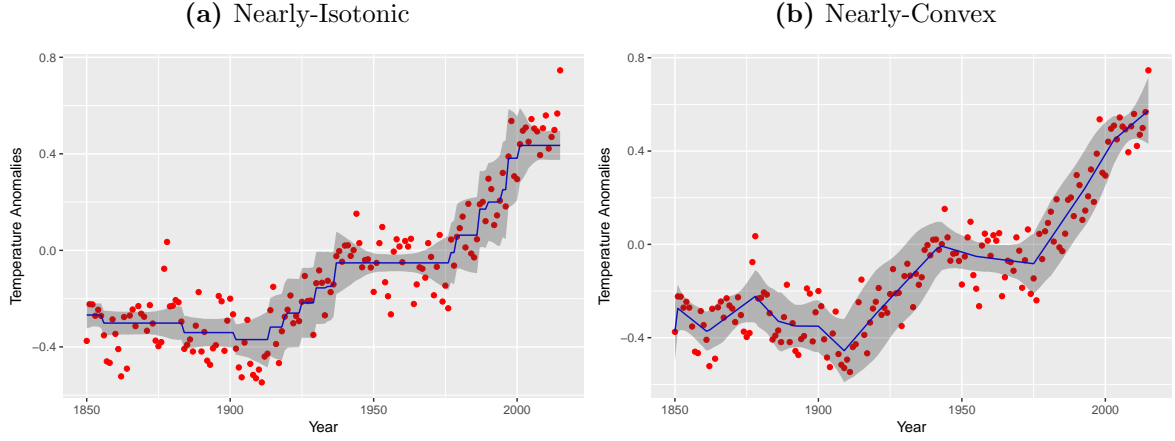 (a) Nearly-Isotonic
(b) Nearly-Convex
0.8
0.4
0.0
−0.4
Temperature Anomalies
1850
1900
1950
2000
Year
0.8
0.4
0.0
−0.4
Temperature Anomalies
1850
1900
1950
2000
Year